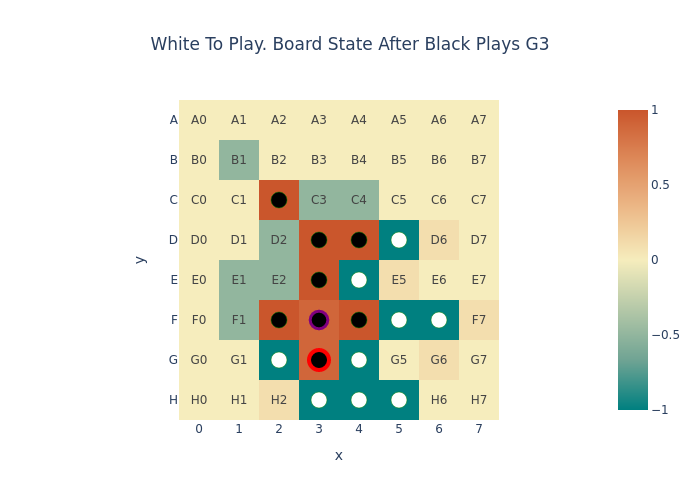 White To Play. Board State After Black Plays G3
A A0 A1 A2 A3 A4 A5 A6 A7
B B0 B1 B2 B3 B4 B5 B6 B7
C C0 C1 C3 C4 C5 C6 C7
D D0 D1 D2 D6 D7
E E0 E1 E2 E5 E6 E7
F F0 F1 F7
G G0 G1 G5 G6 G7
H H0 H1 H2 H6 H7
0 1 2 3 4 5 6 7
x
y
1
0.5
0
−0.5
−1